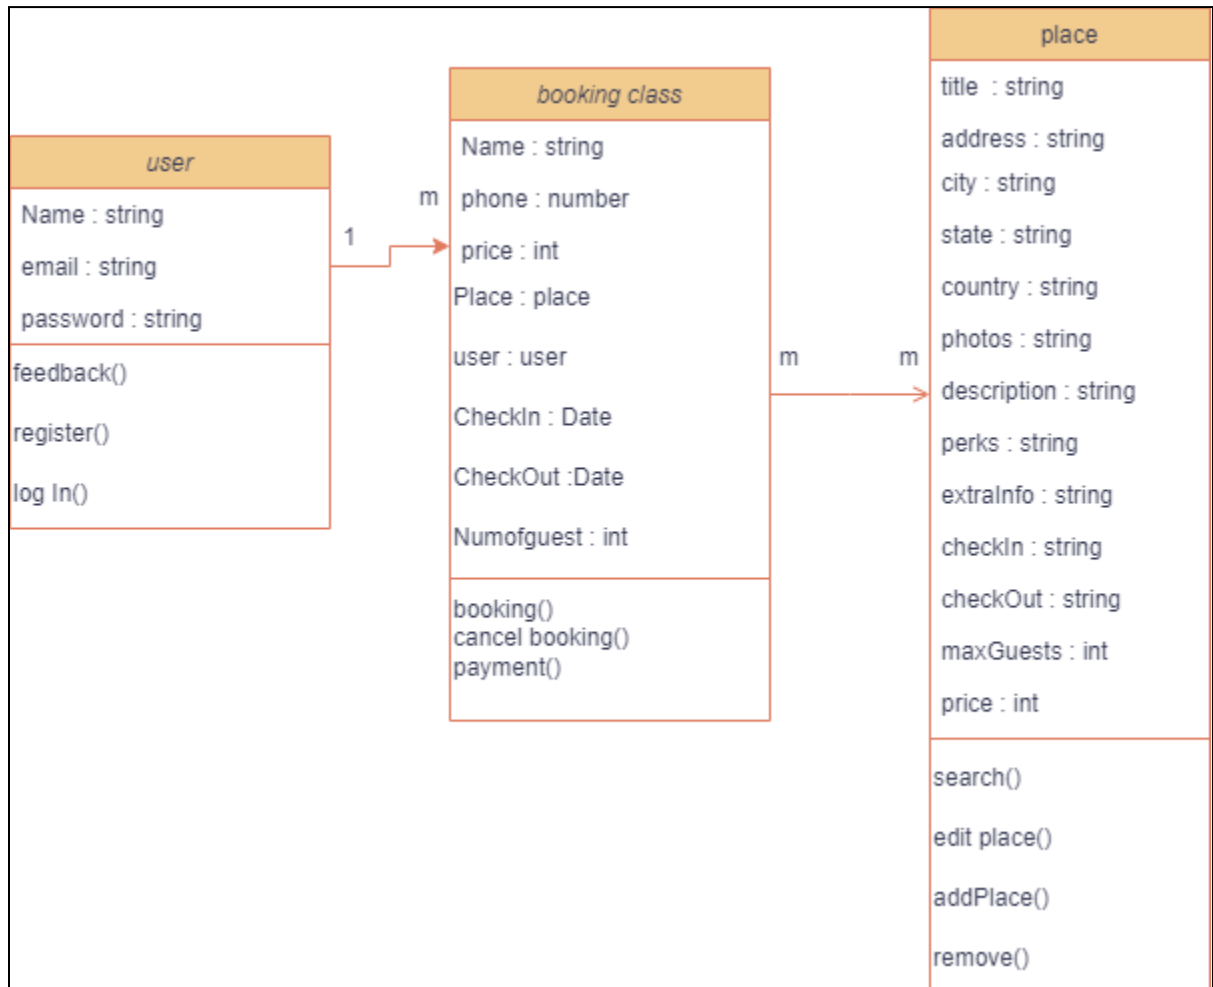 user
Name : string
email : string
password : string
feedback()
register()
log In()
1
m
booking class
Name : string
phone : number
price : int
Place : place
user : user
CheckIn : Date
CheckOut :Date
Numofguest : int
booking()
cancel booking()
payment()
m
m
place
title : string
address : string
city : string
state : string
country : string
photos : string
description : string
perks : string
extraInfo : string
checkIn : string
checkOut : string
maxGuests : int
price : int
search()
edit place()
addPlace()
remove()